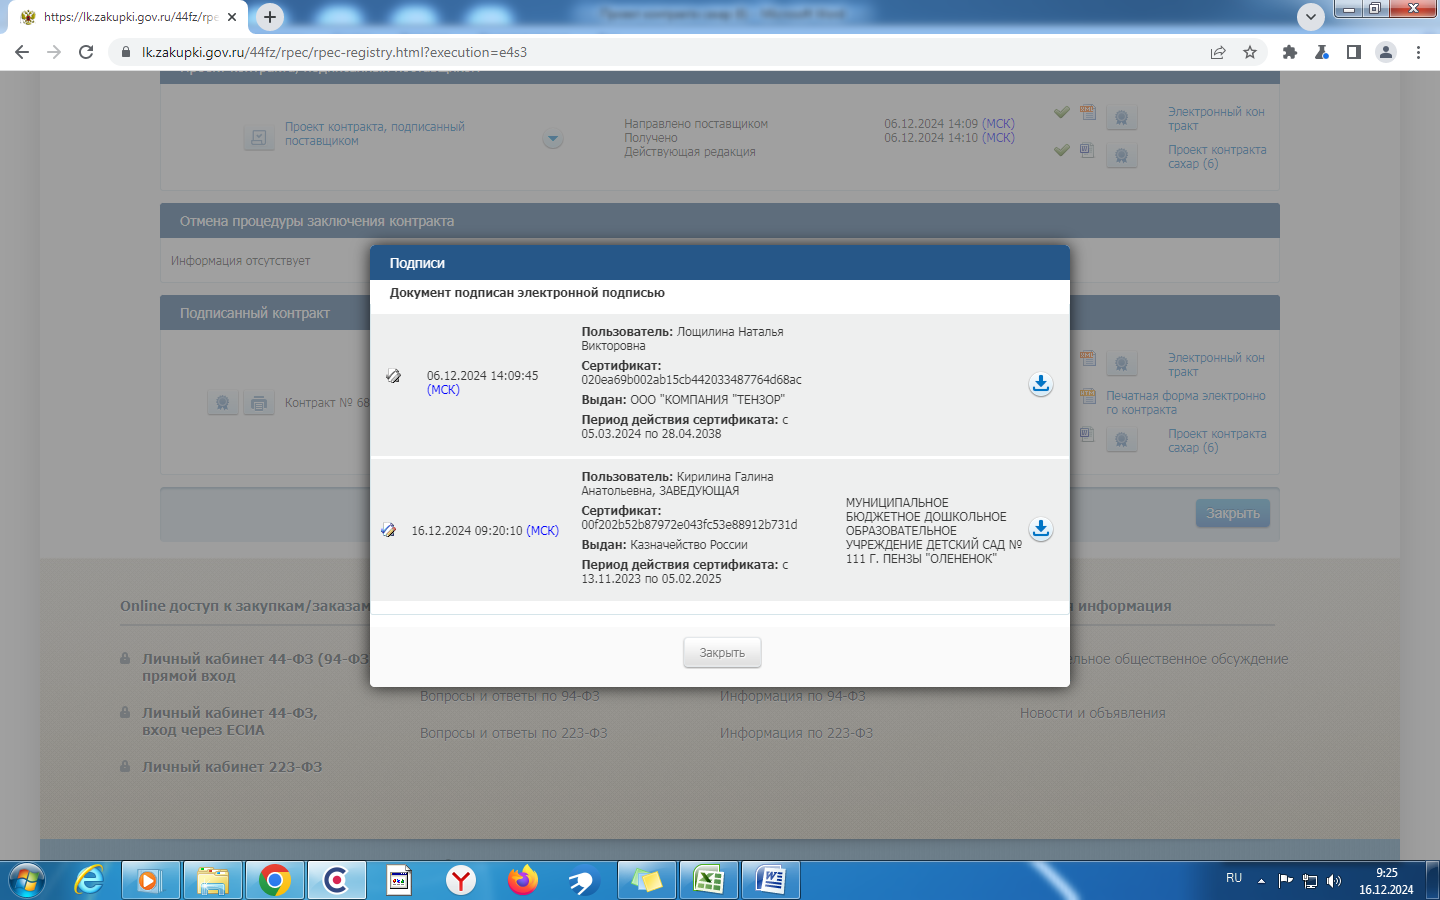 https://lk.zakupki.gov.ru/44fz/rpe
lk.zakupki.gov.ru/44fz/rpec/rpec-registry.html?execution=e4s3
Проект контракта, подписанный
поставщиком
Направлено поставщиком
06.12.2024 14:09 (МСК)
Получено
06.12.2024 14:10 (МСК)
Действующая редакция
Электронный кон
тракт
Проект контракта
сахар (6)
Отмена процедуры заключения контракта
Информация отсутствует
Подписанный контракт
Контракт № 68
Электронный кон
тракт
Печатная форма электронно
го контракта
Проект контракта
сахар (6)
Закрыть
Подписи
Документ подписан электронной подписью
06.12.2024 14:09:45
(МСК)
Пользователь: Лощилина Наталья
Викторовна
Сертификат:
020ea69b002ab15cb442033487764d68ac
Выдан: ООО "КОМПАНИЯ "ТЕНЗОР"
Период действия сертификата: с
05.03.2024 по 28.04.2038
16.12.2024 09:20:10 (МСК)
Пользователь: Кирилина Галина
Анатольевна, ЗАВЕДУЮЩАЯ
Сертификат:
00f202b52b87972e043fc53e88912b731d
Выдан: Казначейство России
Период действия сертификата: с
13.11.2023 по 05.02.2025
МУНИЦИПАЛЬНОЕ
БЮДЖЕТНОЕ ДОШКОЛЬНОЕ
ОБРАЗОВАТЕЛЬНОЕ
УЧРЕЖДЕНИЕ ДЕТСКИЙ САД №
111 Г. ПЕНЗЫ "ОЛЕНЕНОК"
Закрыть
Online доступ к закупкам/заказам
информация
Личный кабинет 44-ФЗ (94-ФЗ
прямой вход
Личный кабинет 44-ФЗ,
вход через ЕСИА
Личный кабинет 223-ФЗ
Вопросы и ответы по 94-ФЗ
Вопросы и ответы по 223-ФЗ
Информация по 94-ФЗ
Информация по 223-ФЗ
ельное общественное обсуждение
Новости и объявления
RU
9:25
16.12.2024